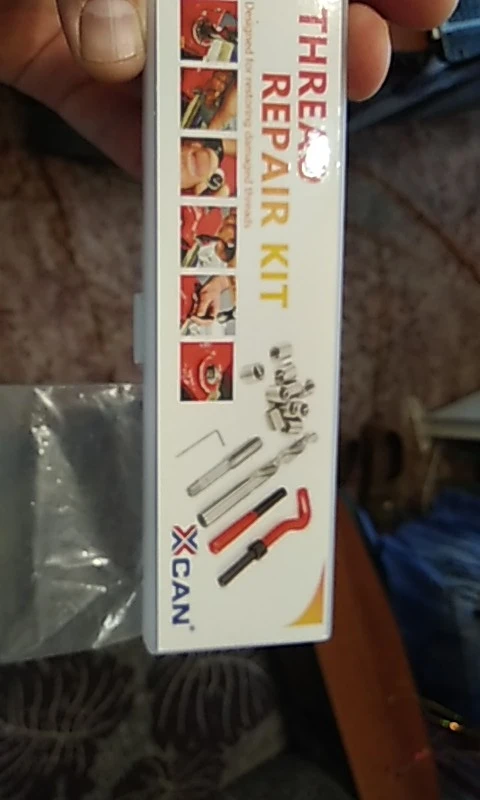 THREAD
REPAIR KIT
Designed for restoring damaged threads
XCAN